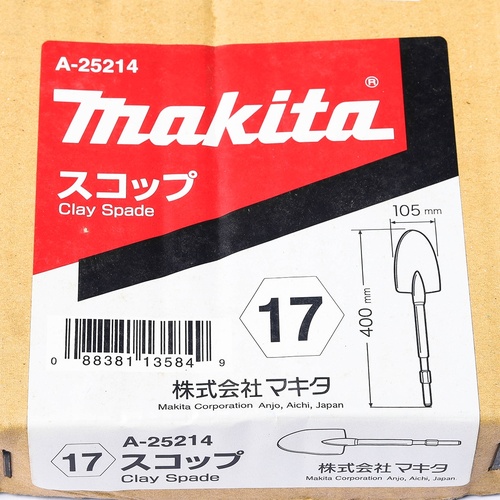 A-25214
makita®
スコップ
Clay Spade
105 mm
400 mm
17
0 88381 13584 9
株式会社マキタ
Makita Corporation Anjo, Aichi, Japan
17
A-25214
スコップ
Clay Spade
株式会社マキタ
Makita Corporation Anjo, Aichi, Japan